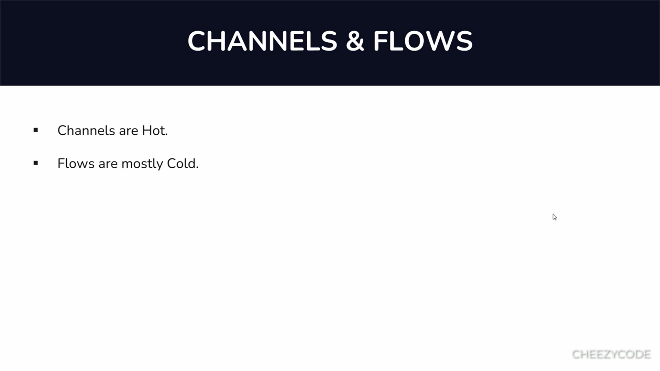 CHANNELS & FLOWS
▪ Channels are Hot.
▪ Flows are mostly Cold.
CHEEZYCODE